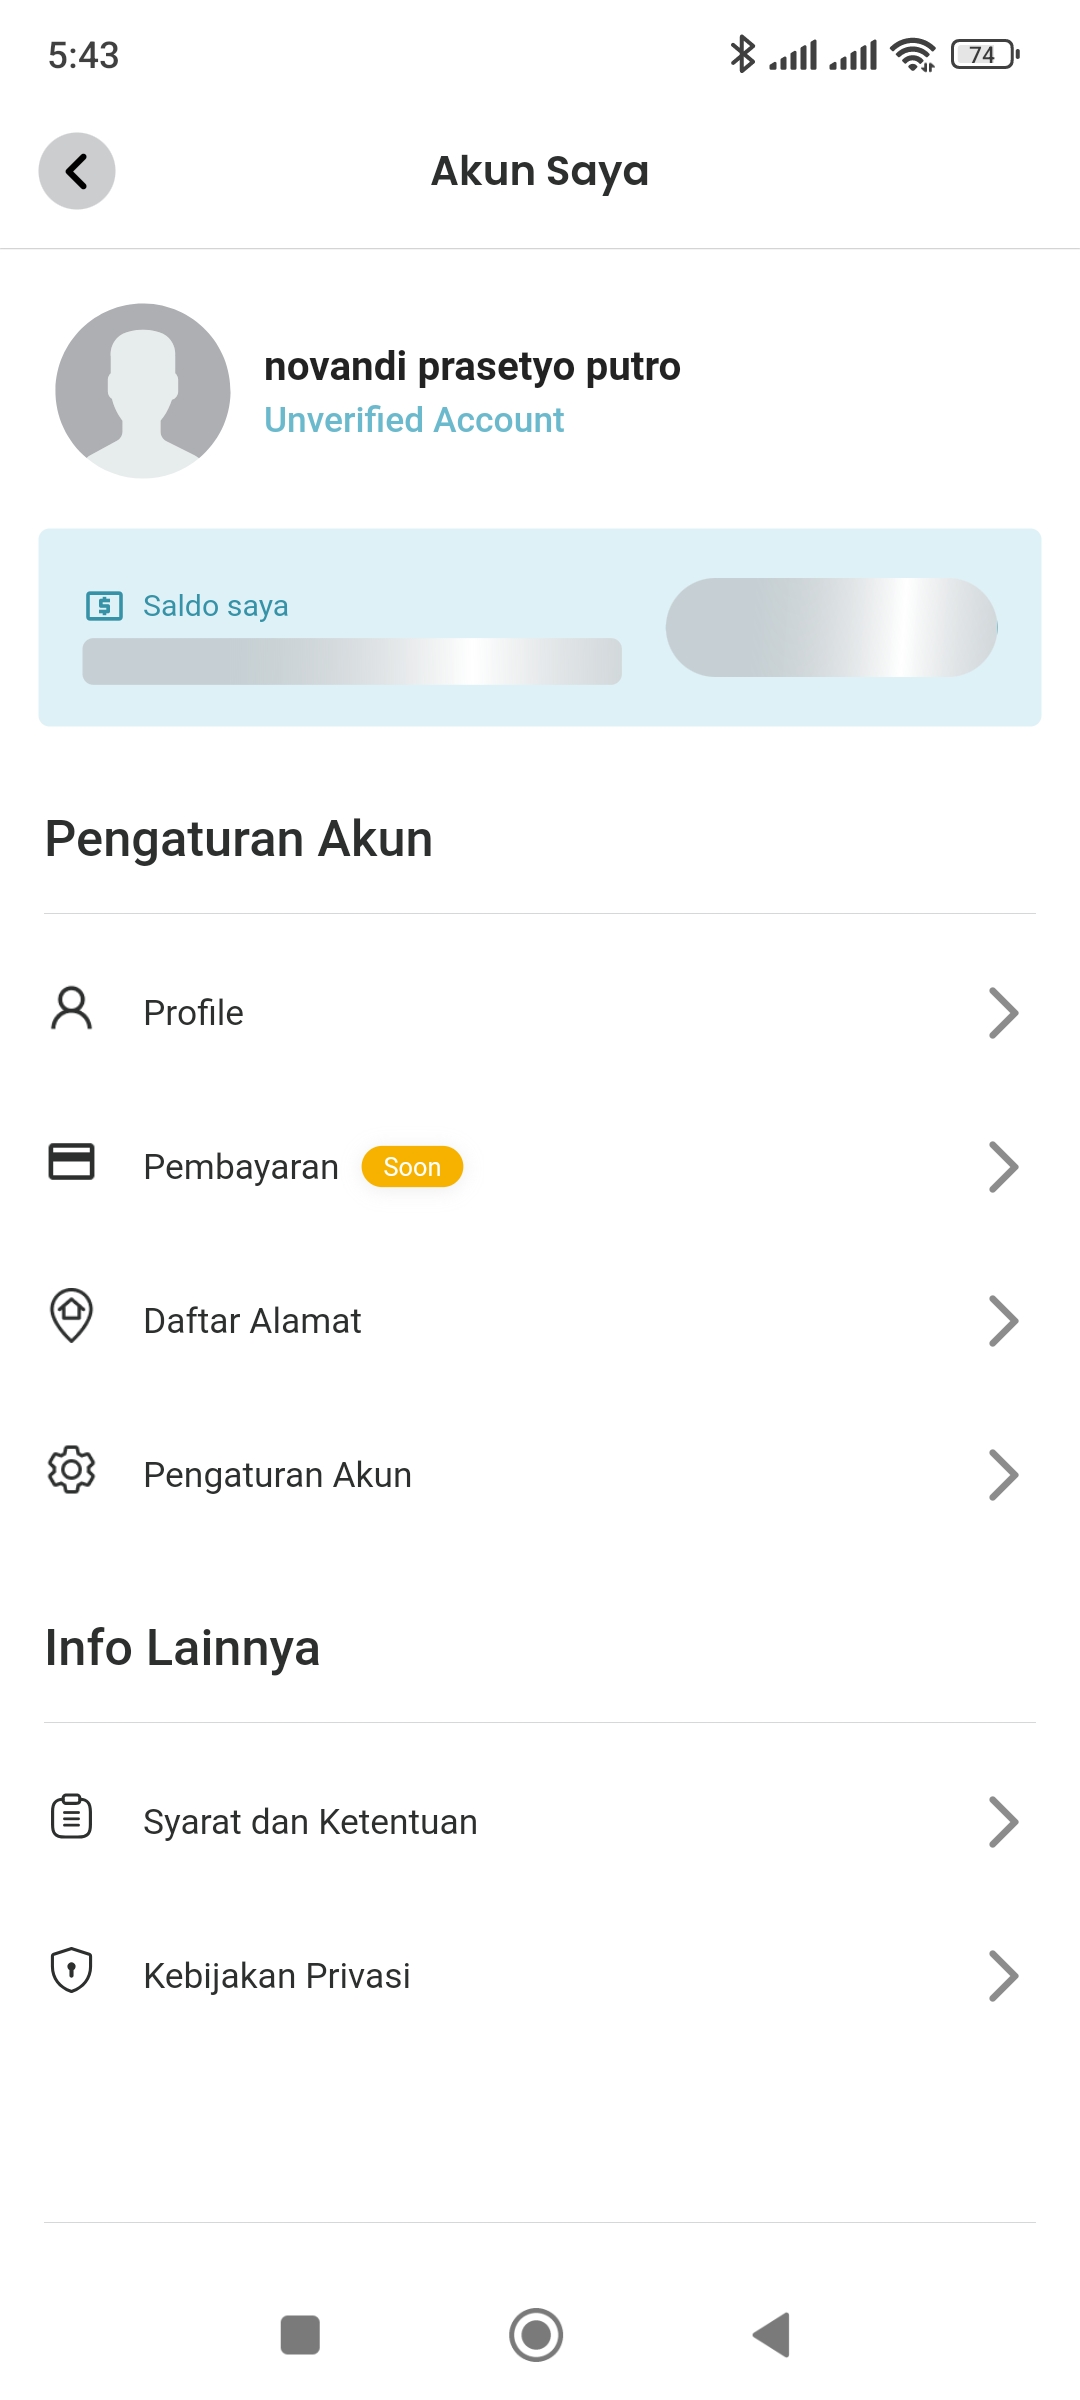 5:43
74
Akun Saya
novandi prasetyo putro
Unverified Account
Saldo saya
Pengaturan Akun
Profile
Pembayaran Soon
Daftar Alamat
Pengaturan Akun
Info Lainnya
Syarat dan Ketentuan
Kebijakan Privasi